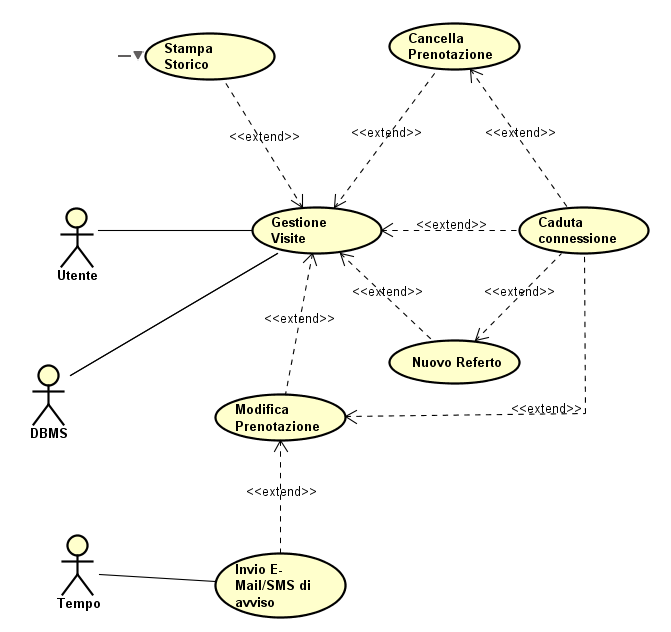 Stampa
Storico
Cancella
Prenotazione
<<extend>>
<<extend>>
<<extend>>
Gestione
Visite
<<extend>>
Caduta
connessione
Utente
<<extend>>
<<extend>>
<<extend>>
Nuovo Referto
DBMS
Modifica
Prenotazione
<<extend>>
<<extend>>
Invio E-
Mail/SMS di
avviso
Tempo